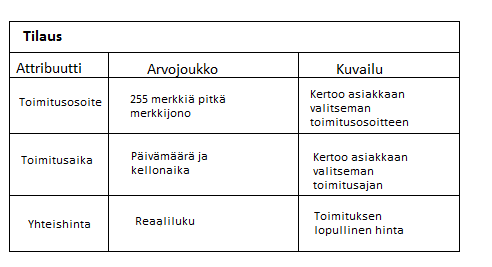 Tilaus
Attribuutti Arvojoukko Kuvailu
Toimitusosoite
255 merkkiä pitkä
merkkijono
Kertoo asiakkaan
valitseman
toimitusosoitteen
Toimitusaika
Päivämäärä ja
kellonaika
Kertoo asiakkaan
valitseman
toimitusajan
Yhteishinta
Reaaliluku
Toimituksen
lopullinen hinta